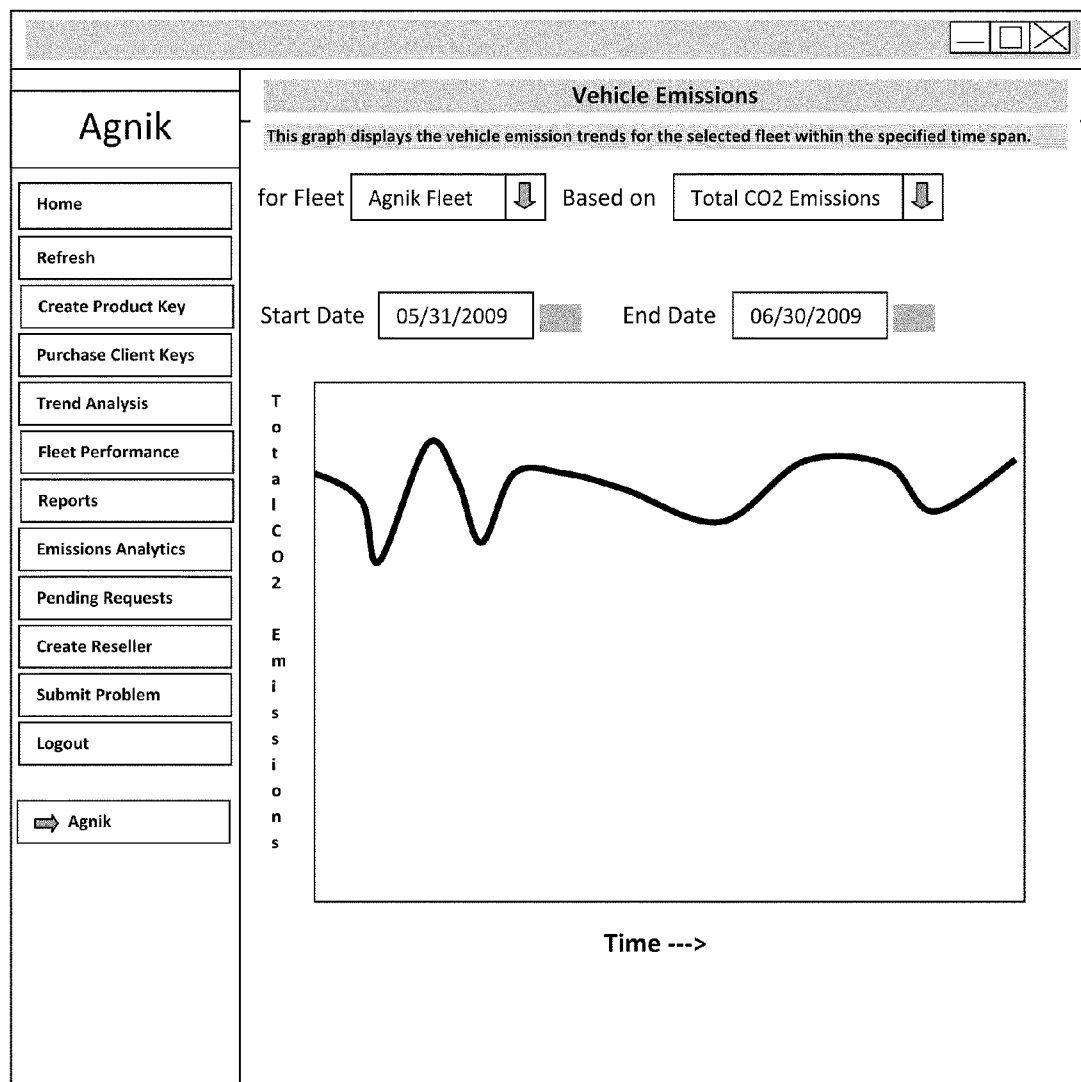 Vehicle Emissions
Agnik
This graph displays the vehicle emission trends for the selected fleet within the specified time span.
for Fleet Agnik Fleet Based on Total CO2 Emissions
Start Date 05/31/2009 End Date 06/30/2009
Home
Refresh
Create Product Key
Purchase Client Keys
Trend Analysis
Fleet Performance
Reports
Emissions Analytics
Pending Requests
Create Reseller
Submit Problem
Logout
Agnik
Total CO2 Emissions
Time --->